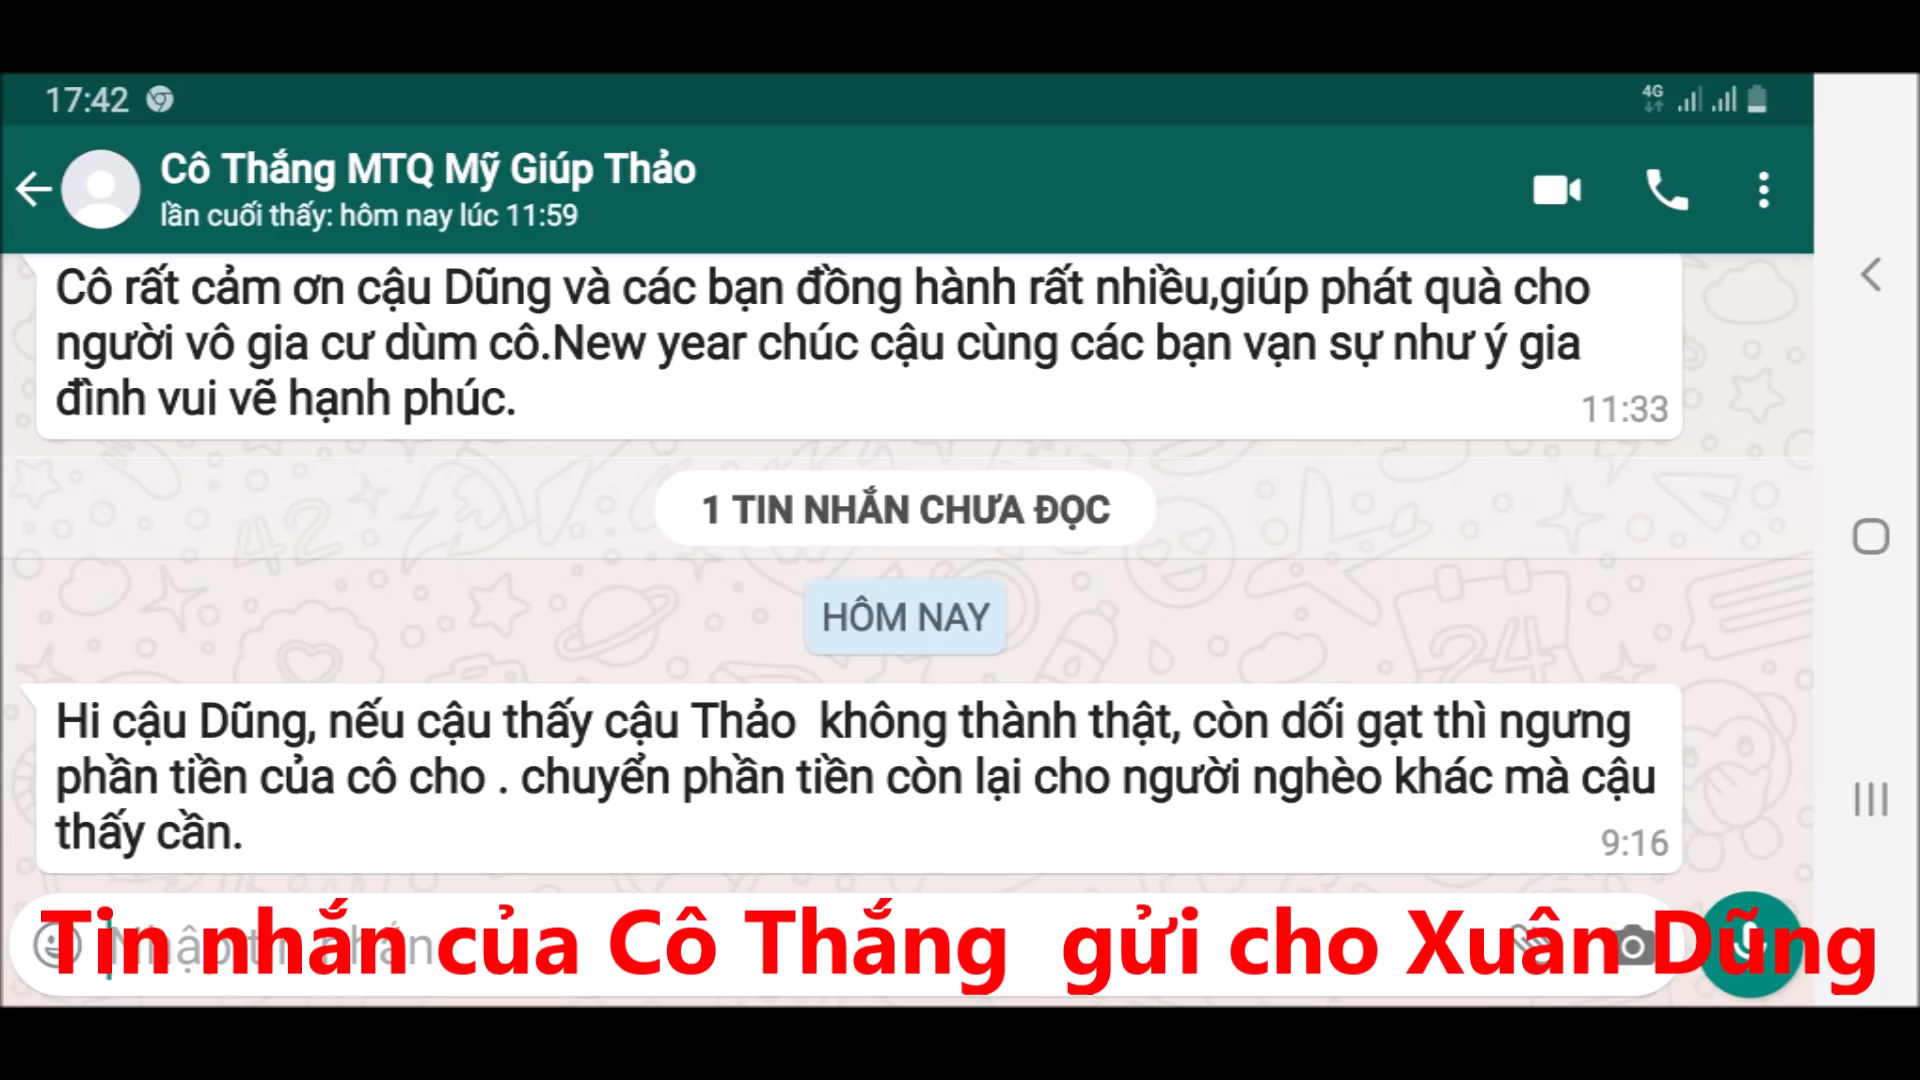 17:42
4G
Cô Thắng MTQ Mỹ Giúp Thảo
lần cuối thấy: hôm nay lúc 11:59
Cô rất cảm ơn cậu Dũng và các bạn đồng hành rất nhiều,giúp phát quà cho
người vô gia cư dùm cô.New year chúc cậu cùng các bạn vạn sự như ý gia
đình vui vẽ hạnh phúc.
11:33
1 TIN NHẮN CHƯA ĐỌC
HÔM NAY
Hi cậu Dũng, nếu cậu thấy cậu Thảo  không thành thật, còn dối gạt thì ngưng
phần tiền của cô cho . chuyển phần tiền còn lại cho người nghèo khác mà cậu
thấy cần.
9:16
Nhập tin nhắn
Tin nhắn của Cô Thắng  gửi cho Xuân Dũng